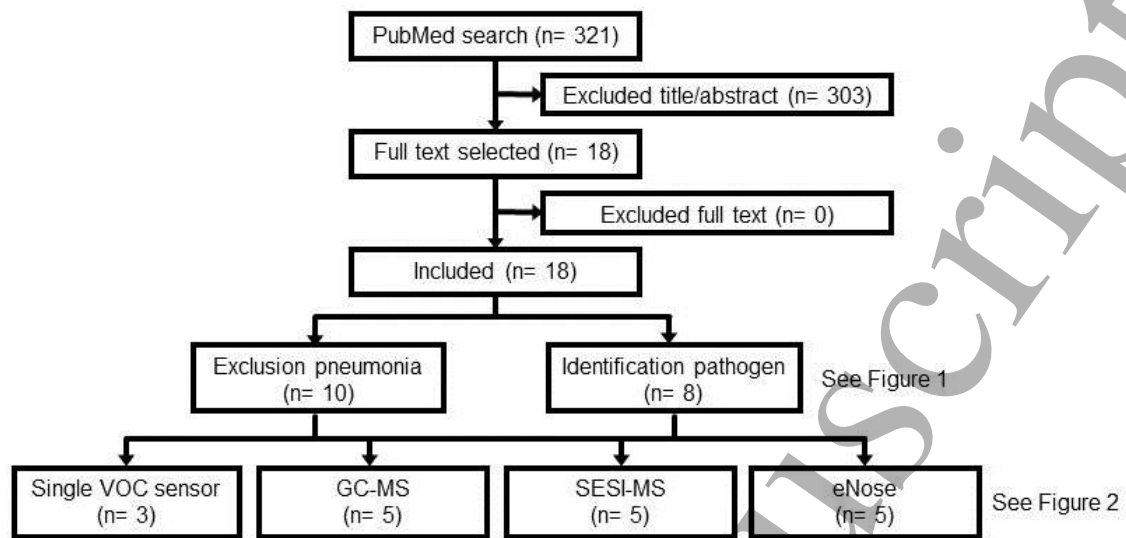 PubMed search (n= 321)
Excluded title/abstract (n= 303)
Full text selected (n= 18)
Excluded full text (n= 0)
Included (n= 18)
Exclusion pneumonia
(n= 10)
Identification pathogen
(n= 8)
See Figure 1
Single VOC sensor
(n= 3)
GC-MS
(n= 5)
SESI-MS
(n= 5)
eNose
(n= 5)
See Figure 2
uscript